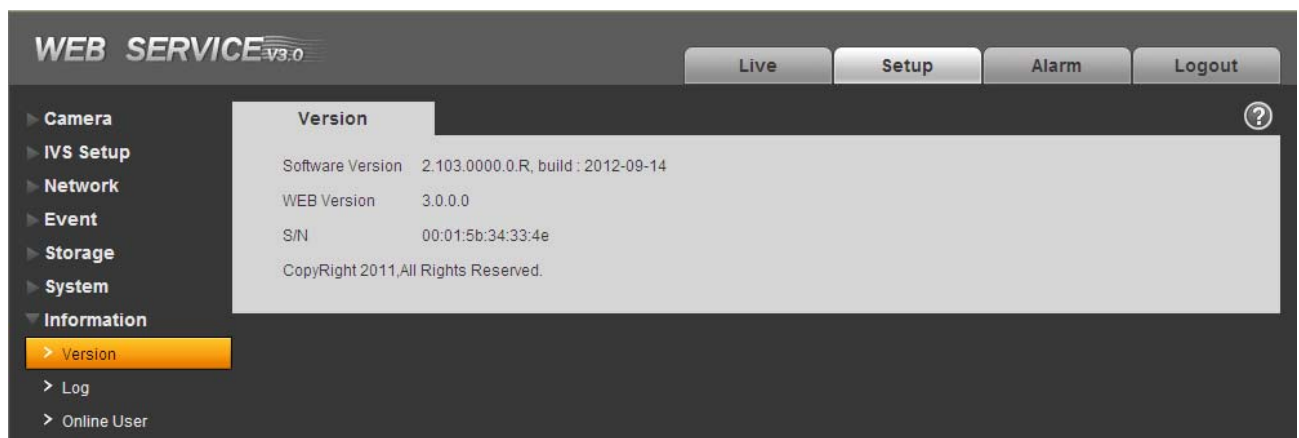 WEB SERVICE V3.0
Live Setup Alarm Logout
Camera
IVS Setup
Network
Event
Storage
System
Information
Version
Log
Online User
Version
?
Software Version 2.103.0000.0.R, build : 2012-09-14
WEB Version 3.0.0.0
S/N 00:01:5b:34:33:4e
CopyRight 2011,All Rights Reserved.